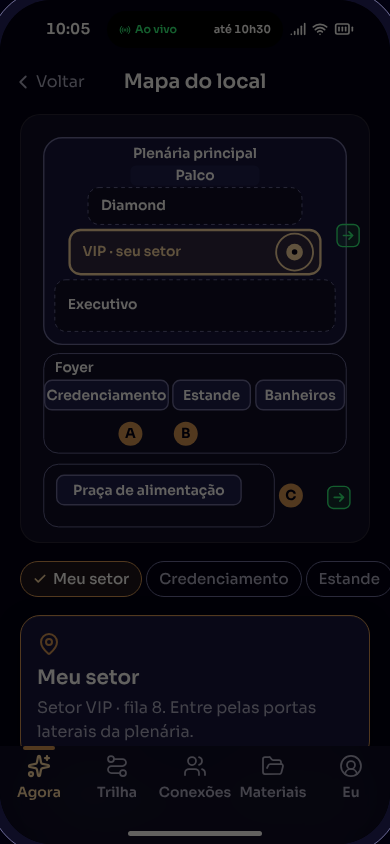 10:05
Ao vivo
até 10h30
Voltar
Mapa do local
Plenária principal
Palco
Diamond
VIP · seu setor
Executivo
Foyer
Credenciamento
Estande
Banheiros
A
B
Praça de alimentação
C
Meu setor
Credenciamento
Estande
Meu setor
Setor VIP · fila 8. Entre pelas portas
laterais da plenária.
Agora
Trilha
Conexões
Materiais
Eu